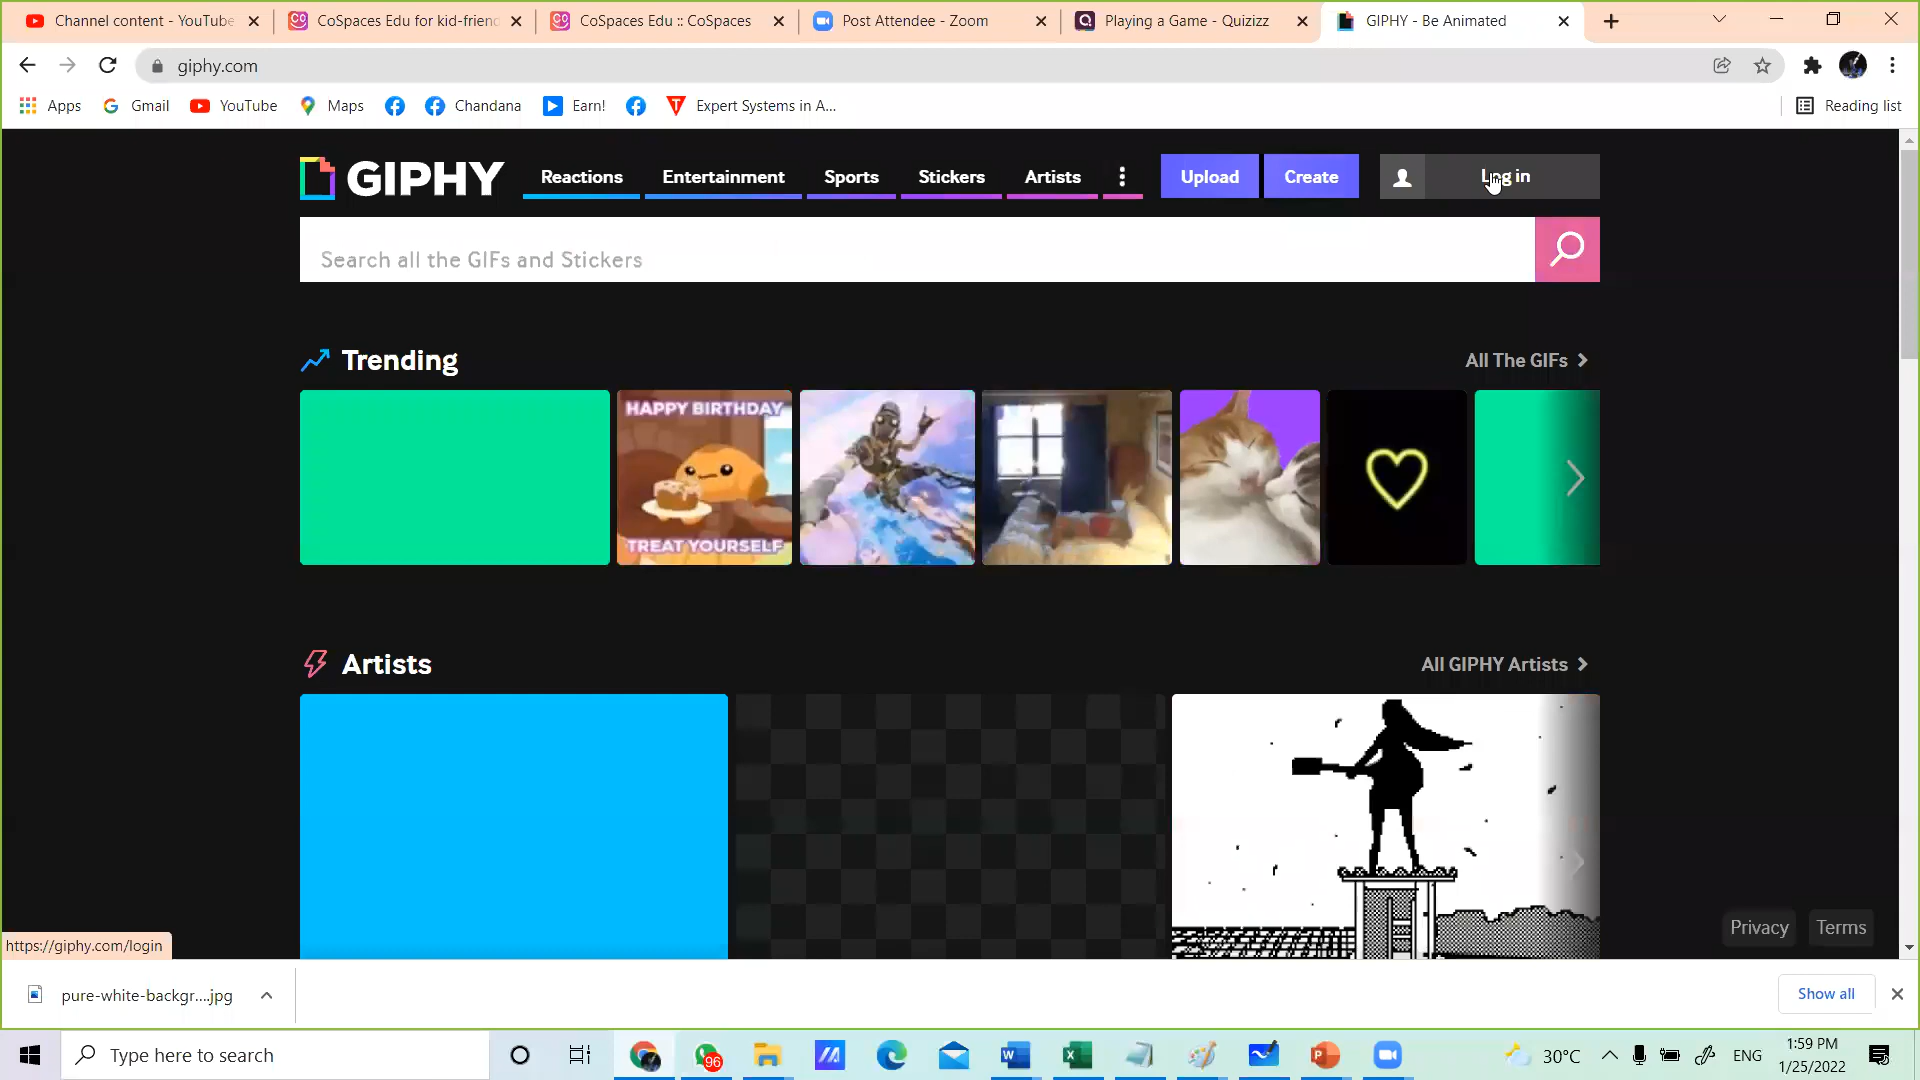 Channel content - YouTube
CoSpaces Edu for kid-frien
CoSpaces Edu :: CoSpaces
Post Attendee - Zoom
Playing a Game - Quizizz
GIPHY - Be Animated
giphy.com
Apps
Gmail
YouTube
Maps
Chandana
Earn!
Expert Systems in A...
Reading list
GIPHY
Reactions
Entertainment
Sports
Stickers
Artists
Upload
Create
Log in
Search all the GIFs and Stickers
Trending
All The GIFs
HAPPY BIRTHDAY
TREAT YOURSELF
Artists
All GIPHY Artists
Privacy
Terms
https://giphy.com/login
pure-white-backgr....jpg
Show all
Type here to search
96
30°C
ENG
1:59 PM
1/25/2022